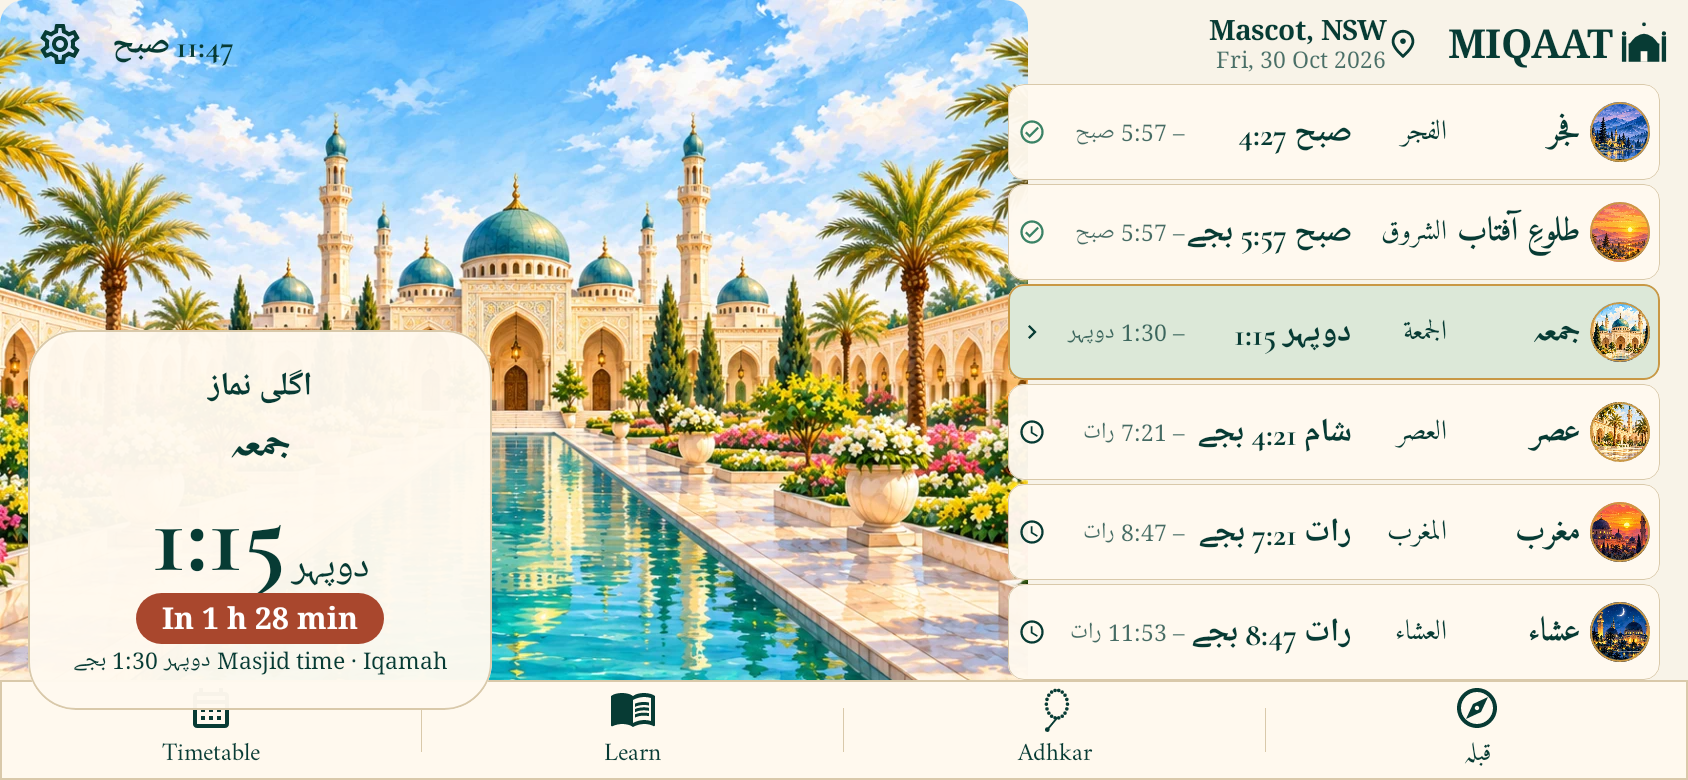 MIQAAT
Mascot, NSW
Fri, 30 Oct 2026
11:47 صبح
فجر الفجر صبح 4:27 – 5:57 صبح
طلوعِ آفتاب الشروق صبح 5:57 بجے – 5:57 صبح
جمعہ الجمعة دوپہر 1:15 – 1:30 دوپہر
عصر العصر شام 4:21 بجے – 7:21 رات
مغرب المغرب رات 7:21 بجے – 8:47 رات
عشاء العشاء رات 8:47 بجے – 11:53 رات
اگلی نماز
جمعہ
1:15 دوپہر
In 1 h 28 min
Masjid time · Iqamah دوپہر 1:30 بجے
Timetable
Learn
Adhkar
قبلہ